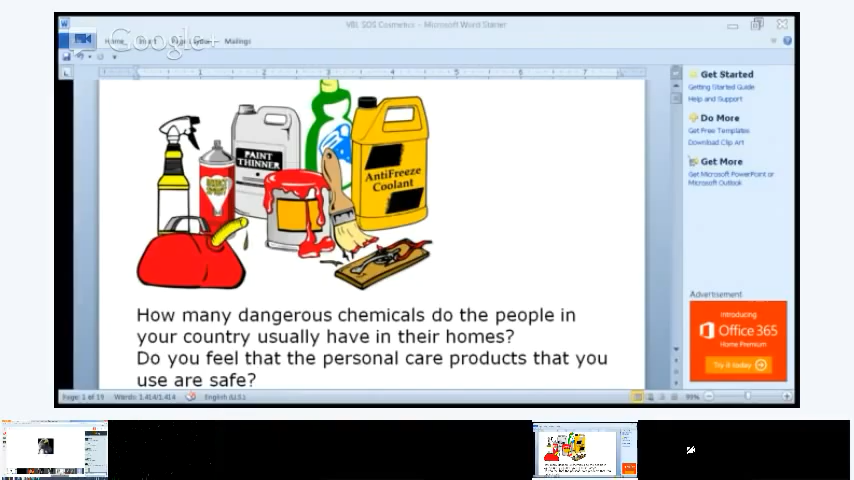 VBL SOS Cosmetics - Microsoft Word Starter
Google+
Home
Mailings
Get Started
Getting Started Guide
Help and Support
Do More
Get Free Templates
Download Clip Art
Get More
Get Microsoft PowerPoint or
Microsoft Outlook
PAINT
THINNER
AntiFreeze
Coolant
INSECT
How many dangerous chemicals do the people in
your country usually have in their homes?
Do you feel that the personal care products that you
use are safe?
Advertisement
introducing
Office 365
Home Premium
Try it today
Page: 1 of 19
Words: 1,414/1,414
English (U.S.)
99%